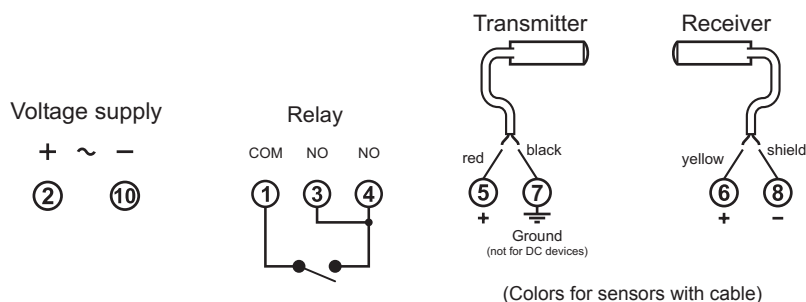 Transmitter
Receiver
Voltage supply
+ ~ −
2 10
Relay
COM NO NO
1 3 4
red black
5 7
+
Ground
(not for DC devices)
yellow shield
6 8
+ −
(Colors for sensors with cable)